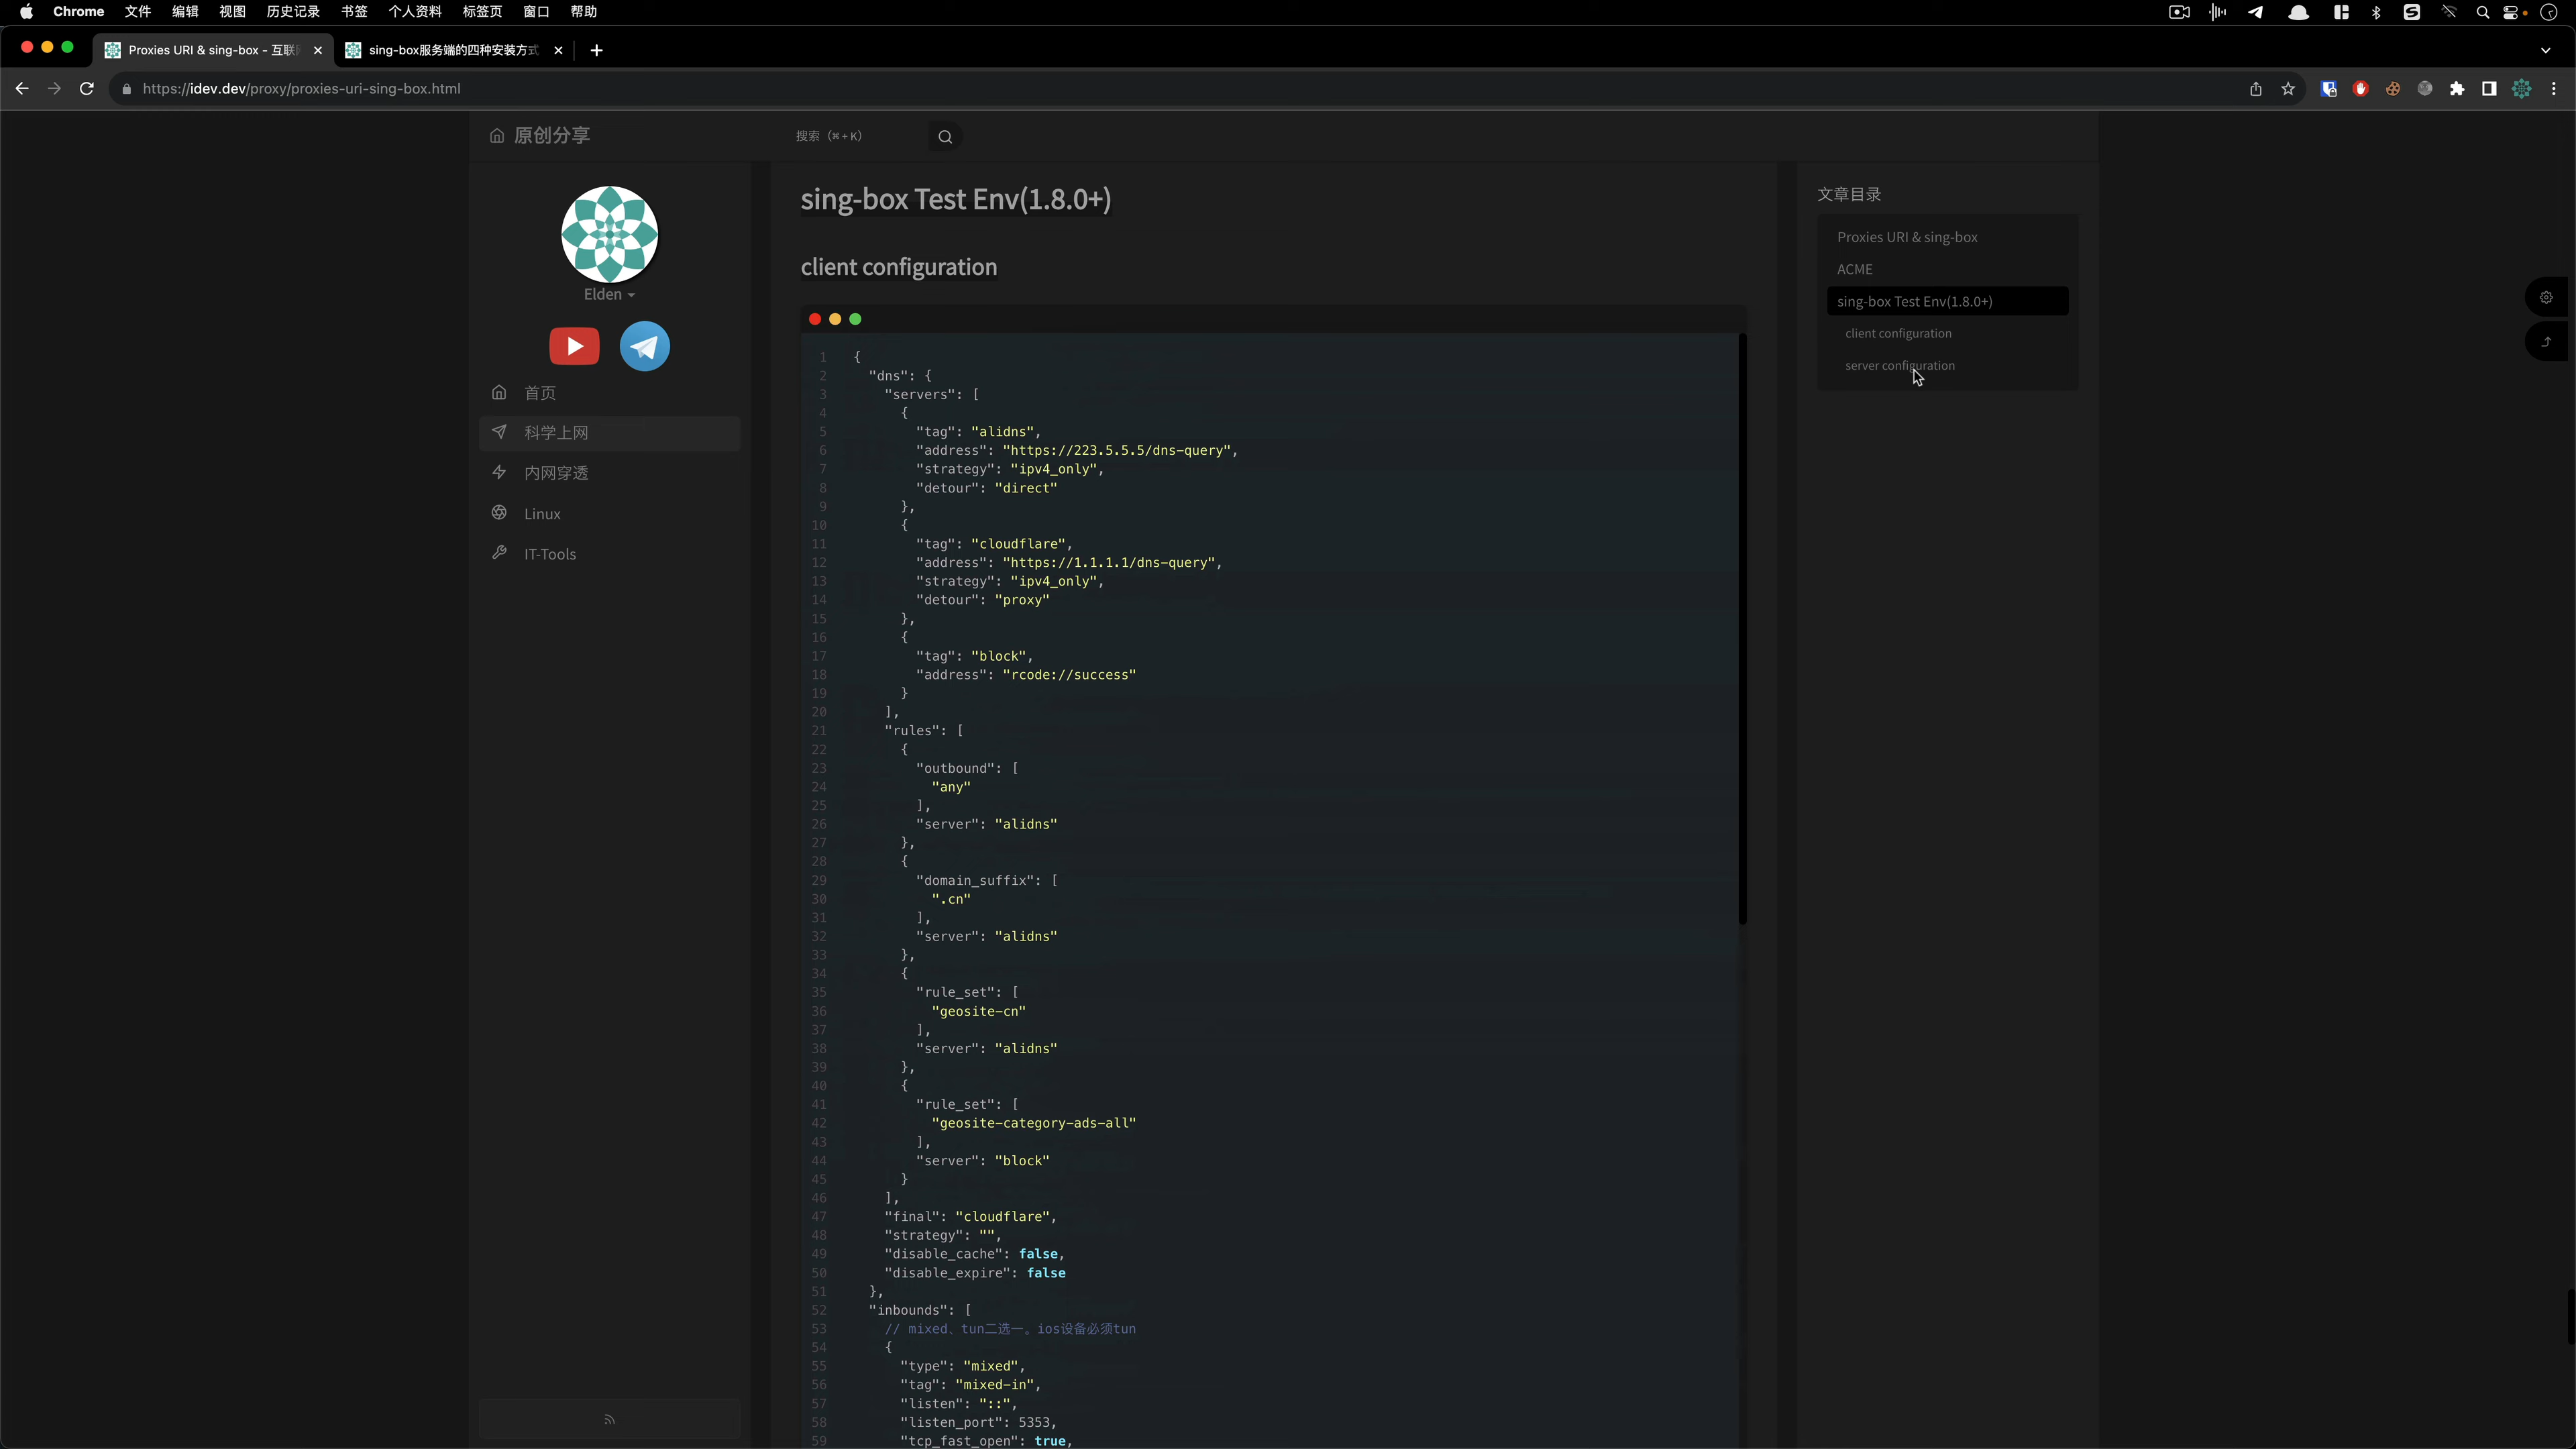 Chrome 文件 编辑 视图 历史记录 书签 个人资料 标签页 窗口 帮助
Proxies URI & sing-box - 互联
sing-box服务端的四种安装方式
https://idev.dev/proxy/proxies-uri-sing-box.html
原创分享
搜索（⌘+K）
Elden
首页
科学上网
内网穿透
Linux
IT-Tools
sing-box Test Env(1.8.0+)
client configuration
1 {
2 "dns": {
3 "servers": [
4 {
5 "tag": "alidns",
6 "address": "https://223.5.5.5/dns-query",
7 "strategy": "ipv4_only",
8 "detour": "direct"
9 },
10 {
11 "tag": "cloudflare",
12 "address": "https://1.1.1.1/dns-query",
13 "strategy": "ipv4_only",
14 "detour": "proxy"
15 },
16 {
17 "tag": "block",
18 "address": "rcode://success"
19 }
20 ],
21 "rules": [
22 {
23 "outbound": [
24 "any"
25 ],
26 "server": "alidns"
27 },
28 {
29 "domain_suffix": [
30 ".cn"
31 ],
32 "server": "alidns"
33 },
34 {
35 "rule_set": [
36 "geosite-cn"
37 ],
38 "server": "alidns"
39 },
40 {
41 "rule_set": [
42 "geosite-category-ads-all"
43 ],
44 "server": "block"
45 }
46 ],
47 "final": "cloudflare",
48 "strategy": "",
49 "disable_cache": false,
50 "disable_expire": false
51 },
52 "inbounds": [
53 // mixed、tun二选一。ios设备必须tun
54 {
55 "type": "mixed",
56 "tag": "mixed-in",
57 "listen": "::",
58 "listen_port": 5353,
59 "tcp_fast_open": true,
文章目录
Proxies URI & sing-box
ACME
sing-box Test Env(1.8.0+)
client configuration
server configuration